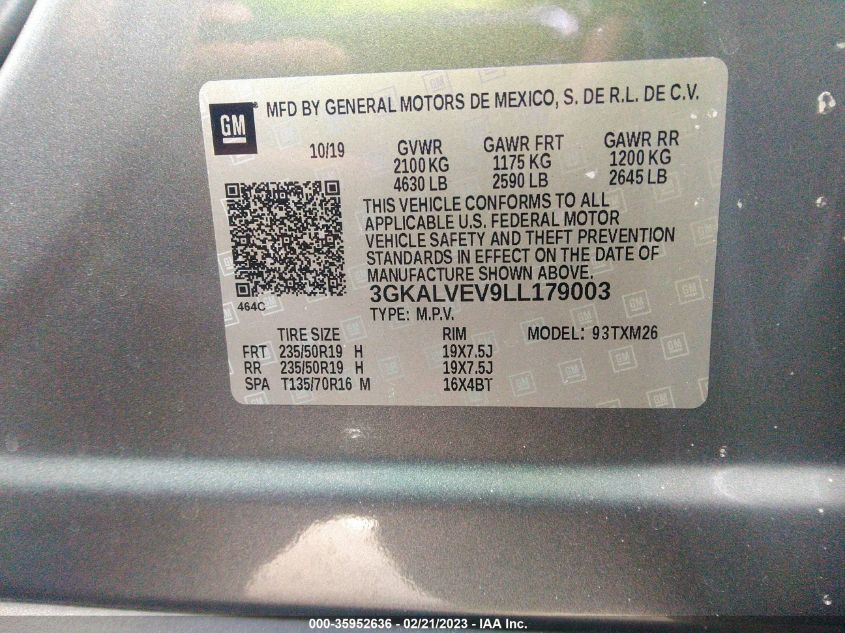 GM ® MFD BY GENERAL MOTORS DE MEXICO, S. DE R.L. DE C.V.
10/19 GVWR GAWR FRT GAWR RR
2100 KG 1175 KG 1200 KG
4630 LB 2590 LB 2645 LB
THIS VEHICLE CONFORMS TO ALL
APPLICABLE U.S. FEDERAL MOTOR
VEHICLE SAFETY AND THEFT PREVENTION
STANDARDS IN EFFECT ON THE DATE OF
MANUFACTURE SHOWN ABOVE.
3GKALVEV9LL179003
464C
TYPE: M.P.V.
TIRE SIZE RIM MODEL: 93TXM26
FRT 235/50R19 H 19X7.5J
RR 235/50R19 H 19X7.5J
SPA T135/70R16 M 16X4BT
000-35952636 - 02/21/2023 - IAA Inc.